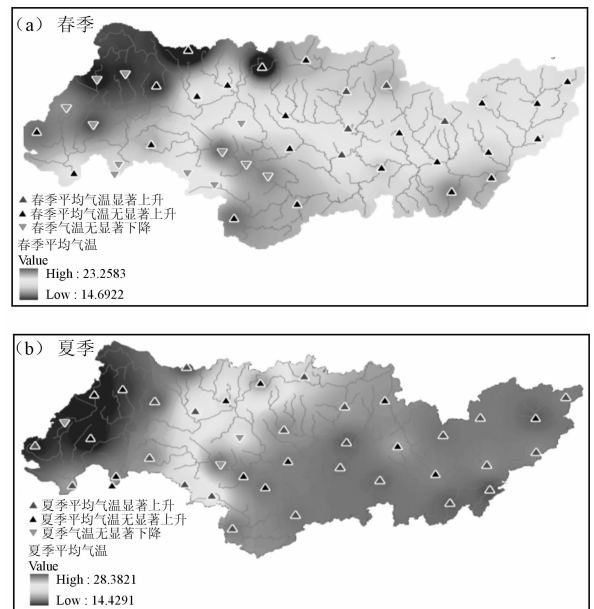 （a） 春季
春季平均气温显著上升
春季平均气温无显著上升
春季气温无显著下降
春季平均气温
Value
High : 23.2583
Low : 14.6922
（b） 夏季
夏季平均气温显著上升
夏季平均气温无显著上升
夏季气温无显著下降
夏季平均气温
Value
High : 28.3821
Low : 14.4291